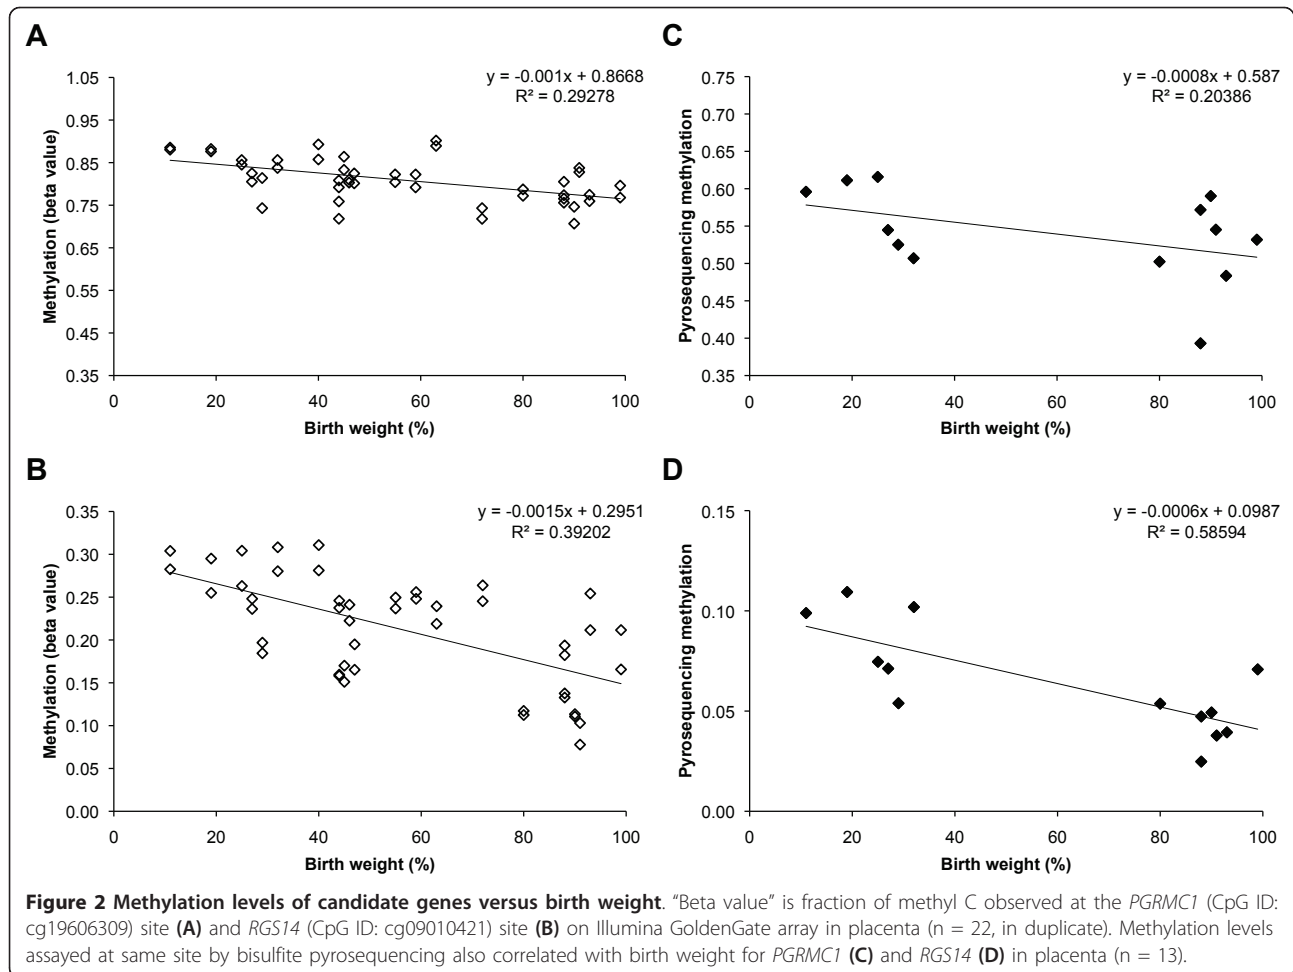 A
y = -0.001x + 0.8668
R² = 0.29278
Methylation (beta value)
1.05
0.95
0.85
0.75
0.65
0.55
0.45
0.35
0 20 40 60 80 100
Birth weight (%)
C
y = -0.0008x + 0.587
R² = 0.20386
Pyrosequencing methylation
0.75
0.70
0.65
0.60
0.55
0.50
0.45
0.40
0.35
0 20 40 60 80 100
Birth weight (%)
B
y = -0.0015x + 0.2951
R² = 0.39202
Methylation (beta value)
0.35
0.30
0.25
0.20
0.15
0.10
0.05
0.00
0 20 40 60 80 100
Birth weight (%)
D
y = -0.0006x + 0.0987
R² = 0.58594
Pyrosequencing methylation
0.15
0.10
0.05
0.00
0 20 40 60 80 100
Birth weight (%)
Figure 2 Methylation levels of candidate genes versus birth weight. "Beta value" is fraction of methyl C observed at the PGRMC1 (CpG ID:
cg19606309) site (A) and RGS14 (CpG ID: cg09010421) site (B) on Illumina GoldenGate array in placenta (n = 22, in duplicate). Methylation levels
assayed at same site by bisulfite pyrosequencing also correlated with birth weight for PGRMC1 (C) and RGS14 (D) in placenta (n = 13).